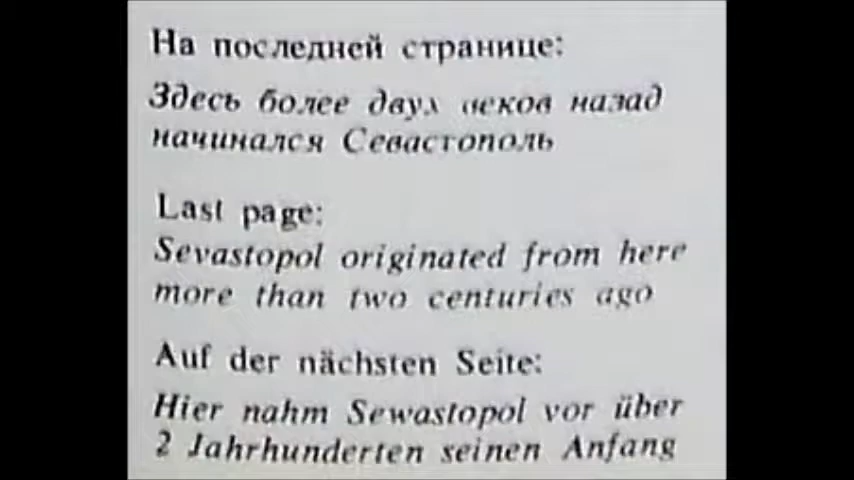 На последней странице:
Здесь более двух веков назад
начинался Севастополь
Last page:
Sevastopol originated from here
more than two centuries ago
Auf der nächsten Seite:
Hier nahm Sewastopol vor über
2 Jahrhunderten seinen Anfang